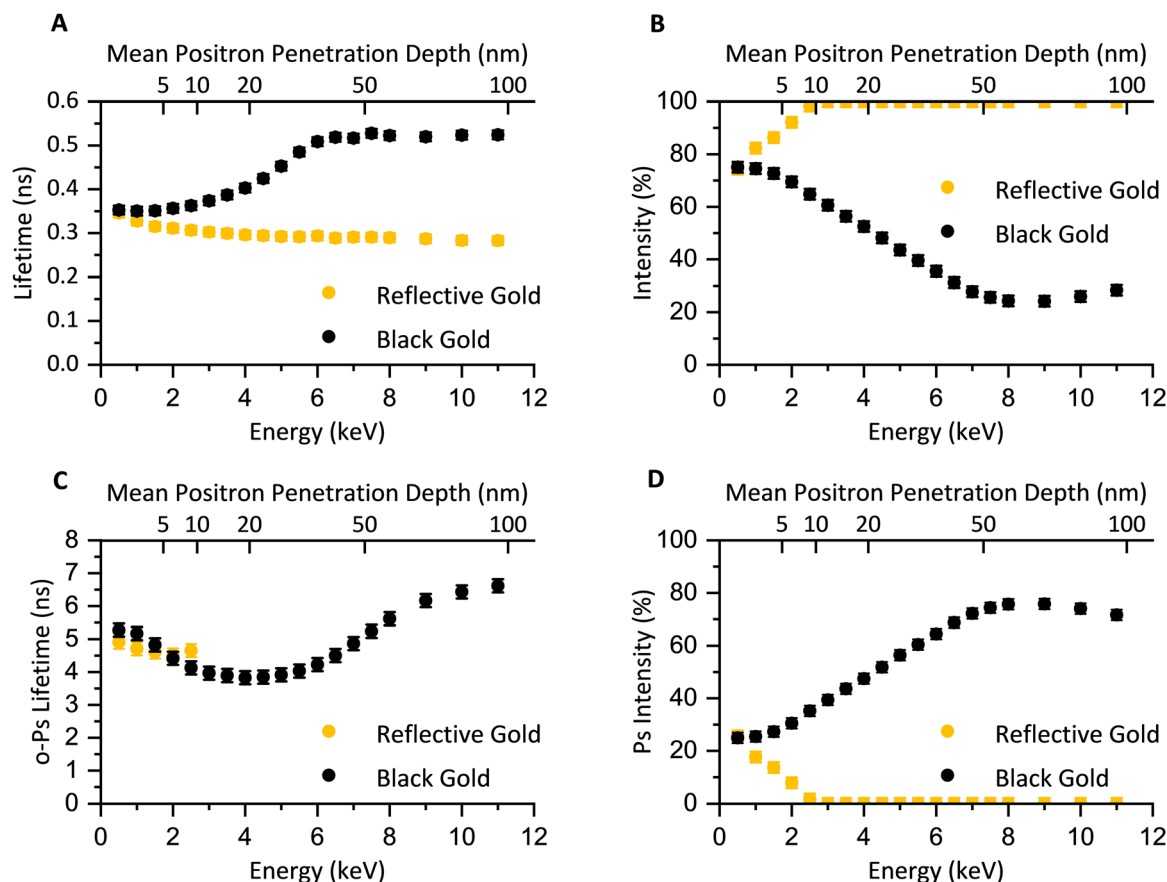 A
Mean Positron Penetration Depth (nm)
5 10 20 50 100
0.6
0.5
0.4
0.3
0.2
0.1
0.0
Lifetime (ns)
Reflective Gold
Black Gold
0 2 4 6 8 10 12
Energy (keV)
B
Mean Positron Penetration Depth (nm)
5 10 20 50 100
100
80
60
40
20
0
Intensity (%)
Reflective Gold
Black Gold
0 2 4 6 8 10 12
Energy (keV)
C
Mean Positron Penetration Depth (nm)
5 10 20 50 100
8
7
6
5
4
3
2
1
0
o-Ps Lifetime (ns)
Reflective Gold
Black Gold
0 2 4 6 8 10 12
Energy (keV)
D
Mean Positron Penetration Depth (nm)
5 10 20 50 100
100
80
60
40
20
0
Ps Intensity (%)
Reflective Gold
Black Gold
0 2 4 6 8 10 12
Energy (keV)